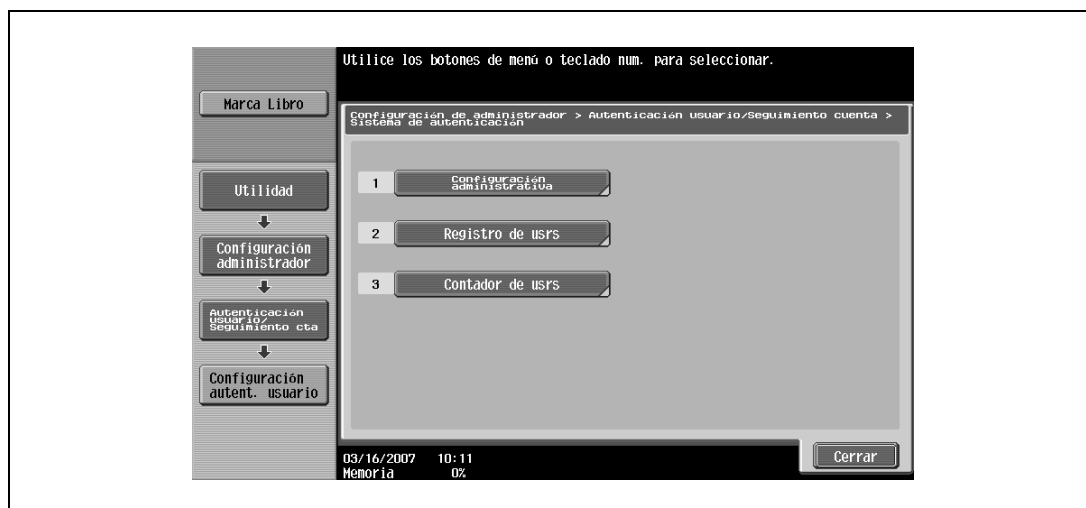 Utilice los botones de menú o teclado num. para seleccionar.
Marca Libro
Configuración de administrador > Autenticación usuario/Seguimiento cuenta >
Sistema de autenticación
Utilidad
Configuración
administrador
Autenticación
usuario/
Seguimiento cta
Configuración
autent. usuario
1 Configuración
administrativa
2 Registro de usrs
3 Contador de usrs
03/16/2007 10:11
Memoria 0%
Cerrar